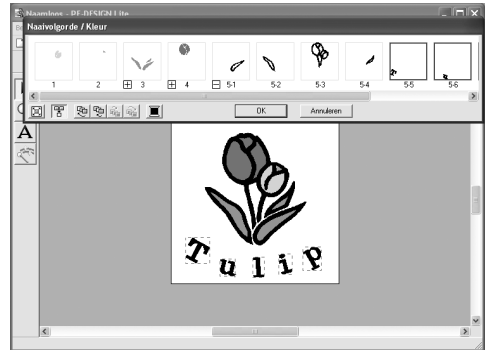 Naamloos - PE-DESIGN Lite
Naaivolgorde / Kleur
1 2 3 4 5-1 5-2 5-3 5-4 5-5 5-6
OK Annuleren
A
Tulip